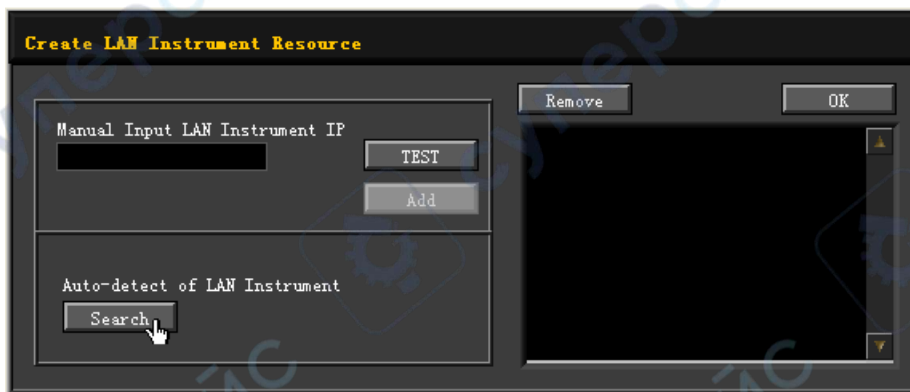 Create LAN Instrument Resource
Manual Input LAN Instrument IP
TEST
Add
Auto-detect of LAN Instrument
Search
Remove
OK